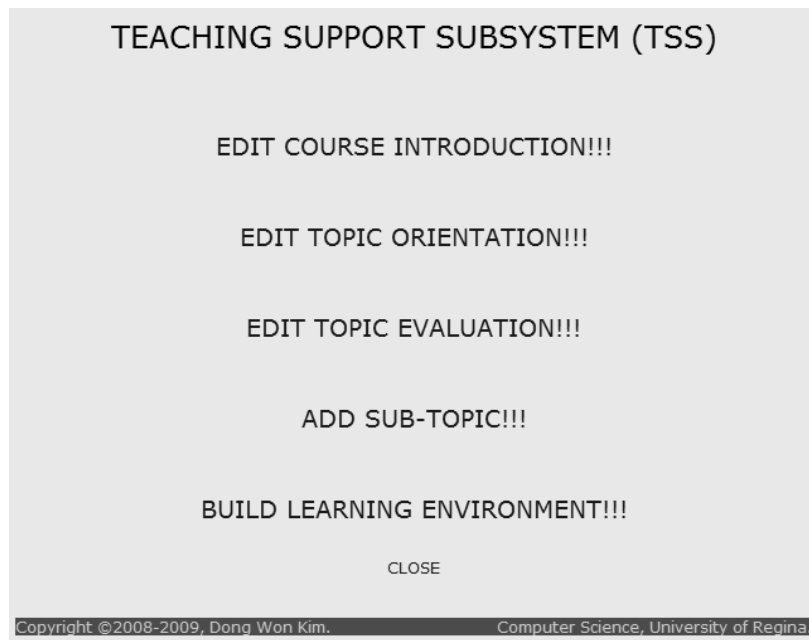 TEACHING SUPPORT SUBSYSTEM (TSS)
EDIT COURSE INTRODUCTION!!!
EDIT TOPIC ORIENTATION!!!
EDIT TOPIC EVALUATION!!!
ADD SUB-TOPIC!!!
BUILD LEARNING ENVIRONMENT!!!
CLOSE
Copyright ©2008-2009, Dong Won Kim. Computer Science, University of Regina